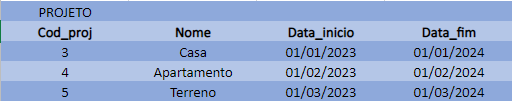 PROJETO
Cod_proj Nome Data_inicio Data_fim
3 Casa 01/01/2023 01/01/2024
4 Apartamento 01/02/2023 01/02/2024
5 Terreno 01/03/2023 01/03/2024